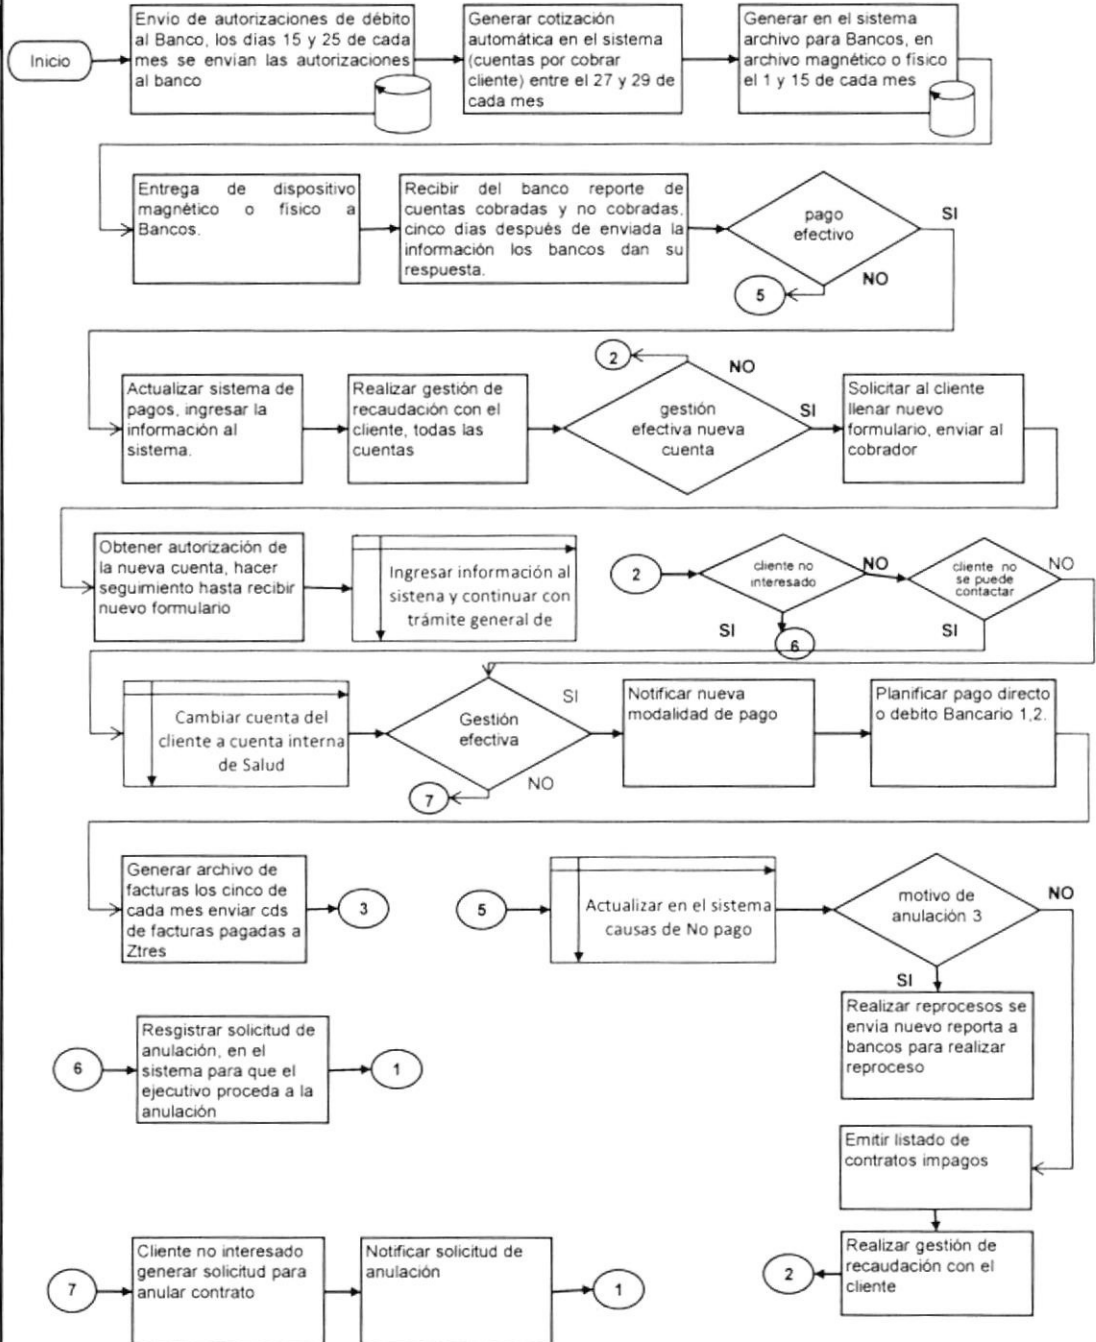 Inicio
Envío de autorizaciones de débito
al Banco, los dias 15 y 25 de cada
mes se envian las autorizaciones
al banco
Generar cotización
automática en el sistema
(cuentas por cobrar
cliente) entre el 27 y 29 de
cada mes
Generar en el sistema
archivo para Bancos, en
archivo magnético o físico
el 1 y 15 de cada mes
Entrega de dispositivo
magnético o físico a
Bancos.
Recibir del banco reporte de
cuentas cobradas y no cobradas,
cinco días después de enviada la
información los bancos dan su
respuesta.
pago
efectivo
SI
NO
5
Actualizar sistema de
pagos, ingresar la
información al
sistema.
Realizar gestión de
recaudación con el
cliente, todas las
cuentas
2
NO
gestión
efectiva nueva
cuenta
SI
Solicitar al cliente
llenar nuevo
formulario, enviar al
cobrador
Obtener autorización de
la nueva cuenta, hacer
seguimiento hasta recibir
nuevo formulario
Ingresar información al
sistena y continuar con
trámite general de
2
cliente no
interesado
NO
cliente no
se puede
contactar
NO
SI
6
SI
Cambiar cuenta del
cliente a cuenta interna
de Salud
Gestión
efectiva
SI
NO
7
Notificar nueva
modalidad de pago
Planificar pago directo
o debito Bancario 1,2.
Generar archivo de
facturas los cinco de
cada mes enviar cds
de facturas pagadas a
Ztres
3
5
Actualizar en el sistema
causas de No pago
motivo de
anulación 3
NO
SI
Realizar reprocesos se
envia nuevo reporta a
bancos para realizar
reproceso
6
Resgistrar solicitud de
anulación, en el
sistema para que el
ejecutivo proceda a la
anulación
1
Emitir listado de
contratos impagos
Realizar gestión de
recaudación con el
cliente
2
7
Cliente no interesado
generar solicitud para
anular contrato
Notificar solicitud de
anulación
1